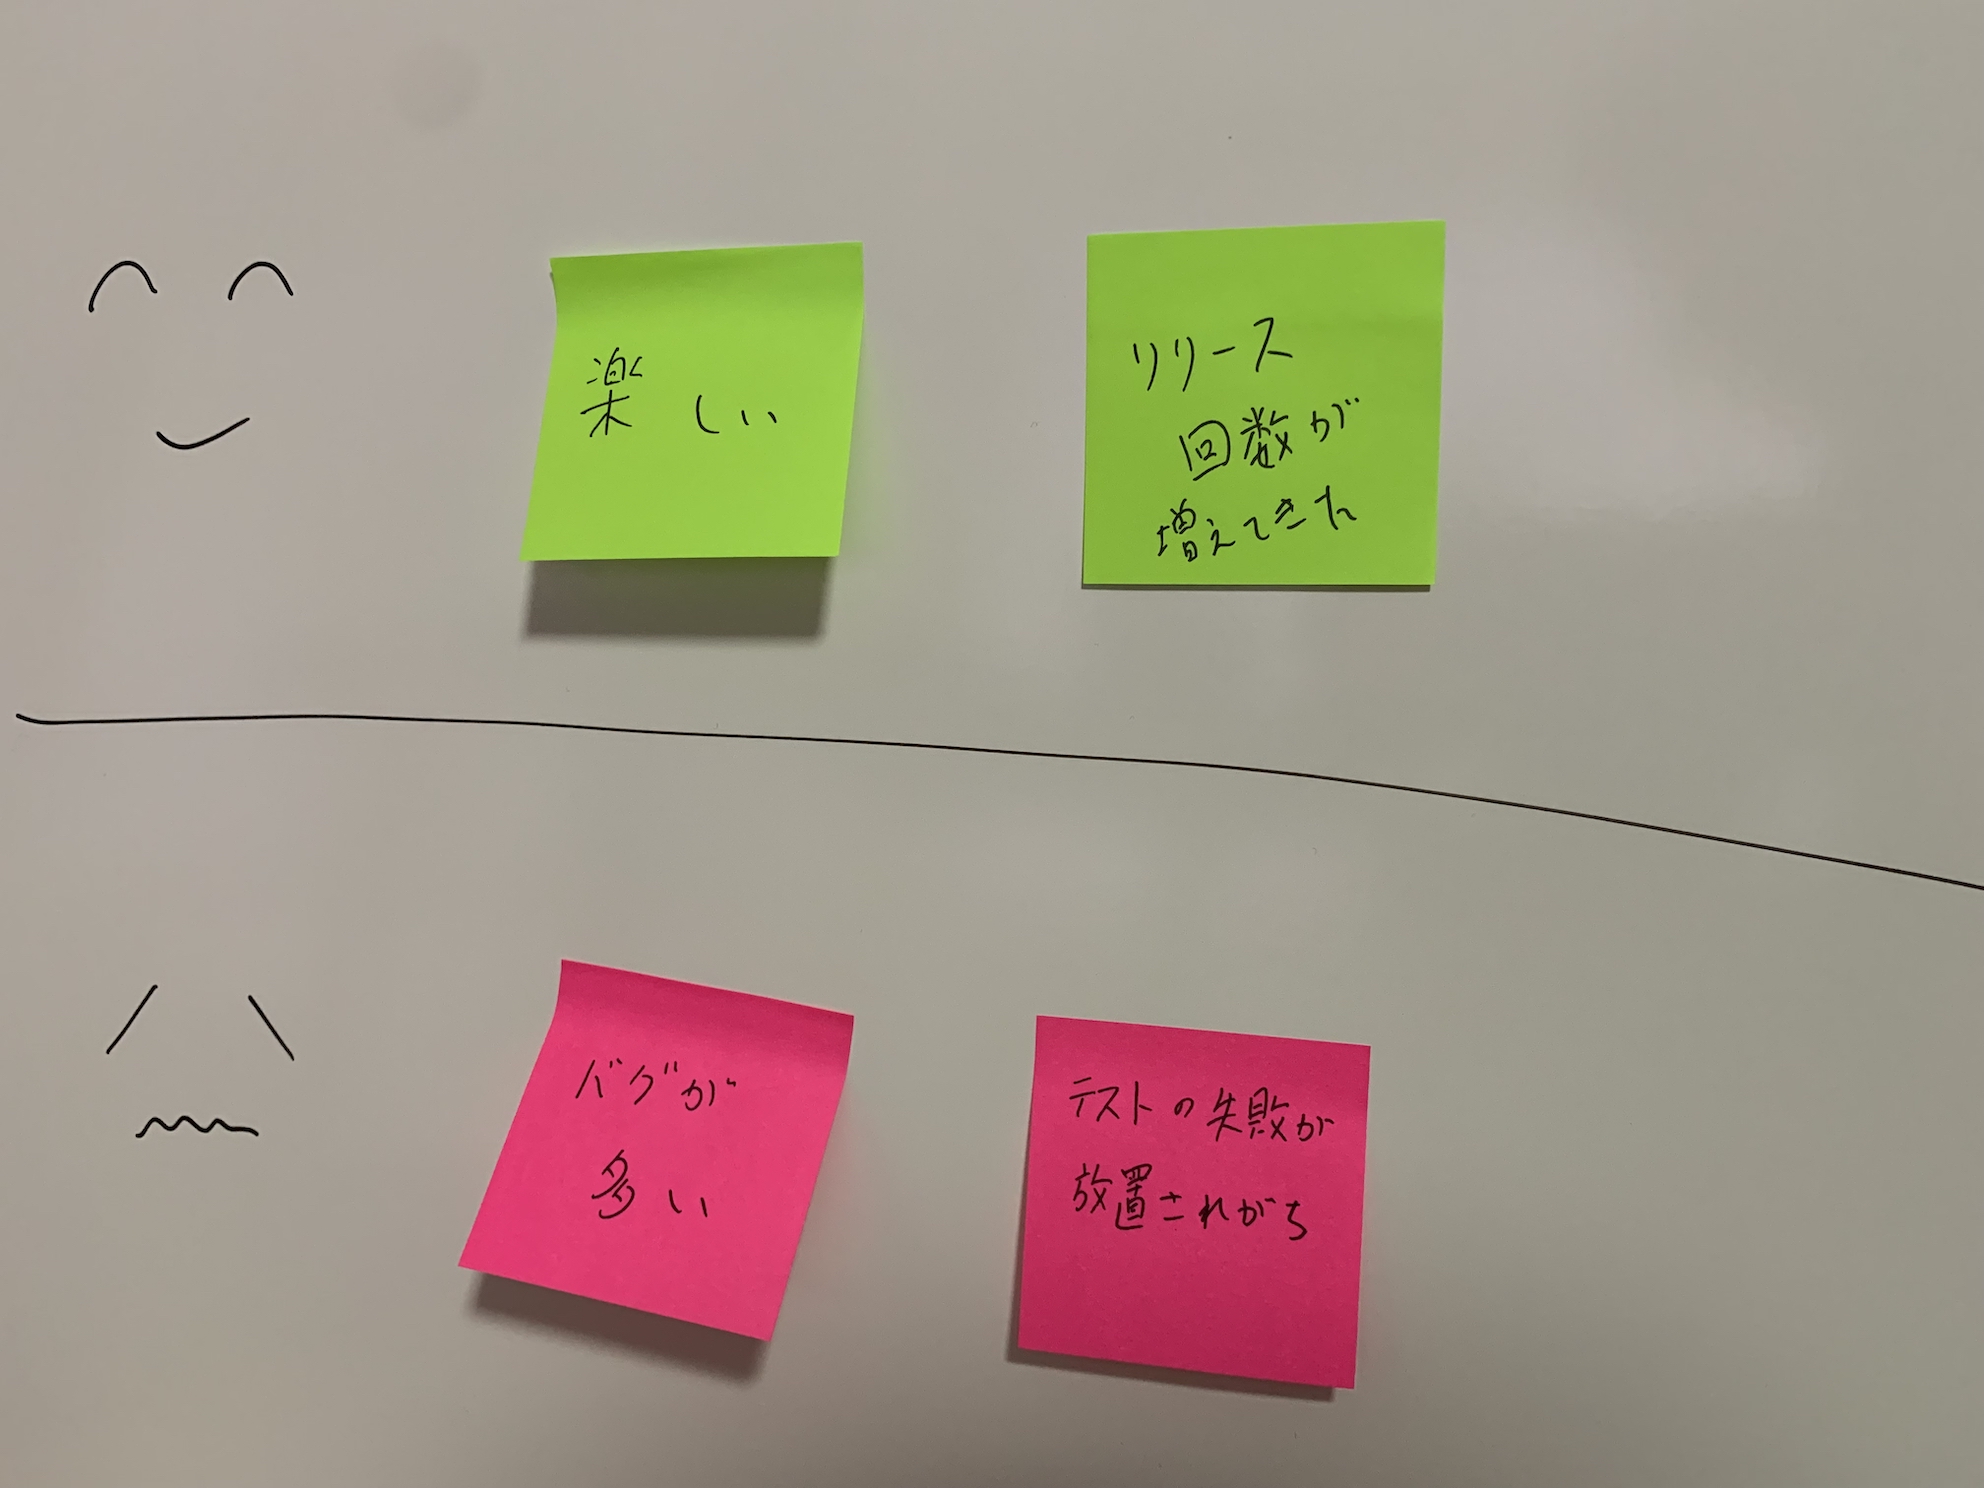 楽しい
リリース
回数が
増えてきた
バグが
多い
テストの失敗が
放置されがち